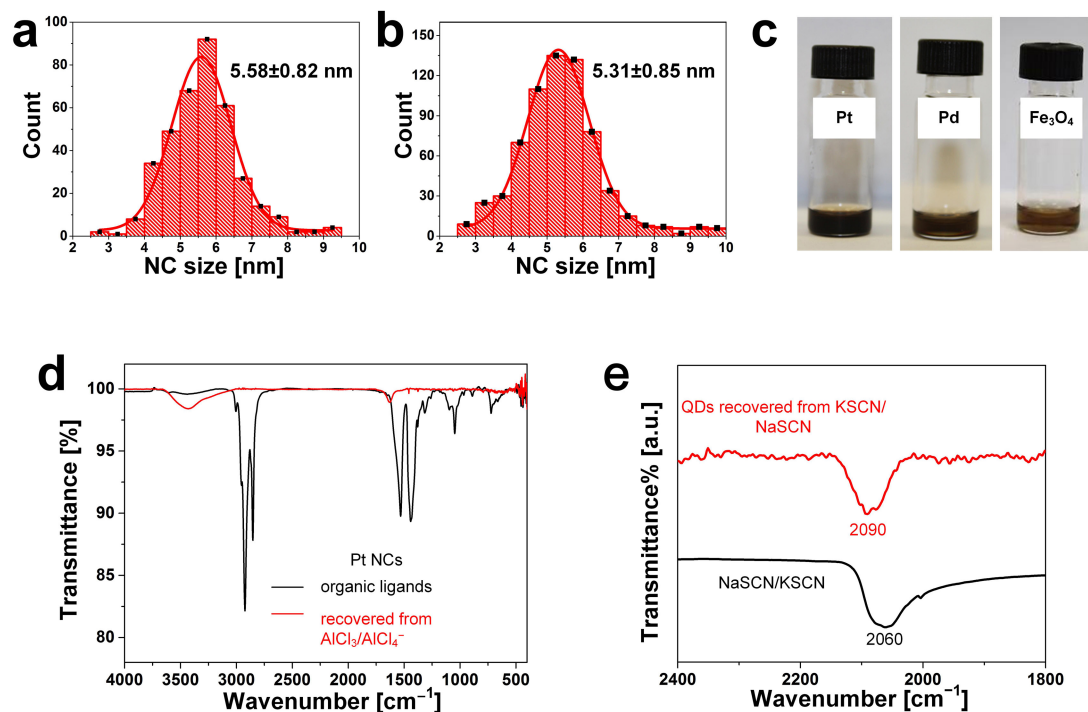 a
100
80
60
40
20
0
Count
5.58±0.82 nm
2 3 4 5 6 7 8 9 10
NC size [nm]
b
150
120
90
60
30
0
Count
5.31±0.85 nm
2 3 4 5 6 7 8 9 10
NC size [nm]
c
Pt
Pd
Fe₃O₄
d
100
95
90
85
80
Transmittance [%]
Pt NCs
organic ligands
recovered from
AlCl₃/AlCl₄⁻
4000 3500 3000 2500 2000 1500 1000 500
Wavenumber [cm⁻¹]
e
Transmittance% [a.u.]
QDs recovered from KSCN/
NaSCN
2090
NaSCN/KSCN
2060
2400 2200 2000 1800
Wavenumber [cm⁻¹]